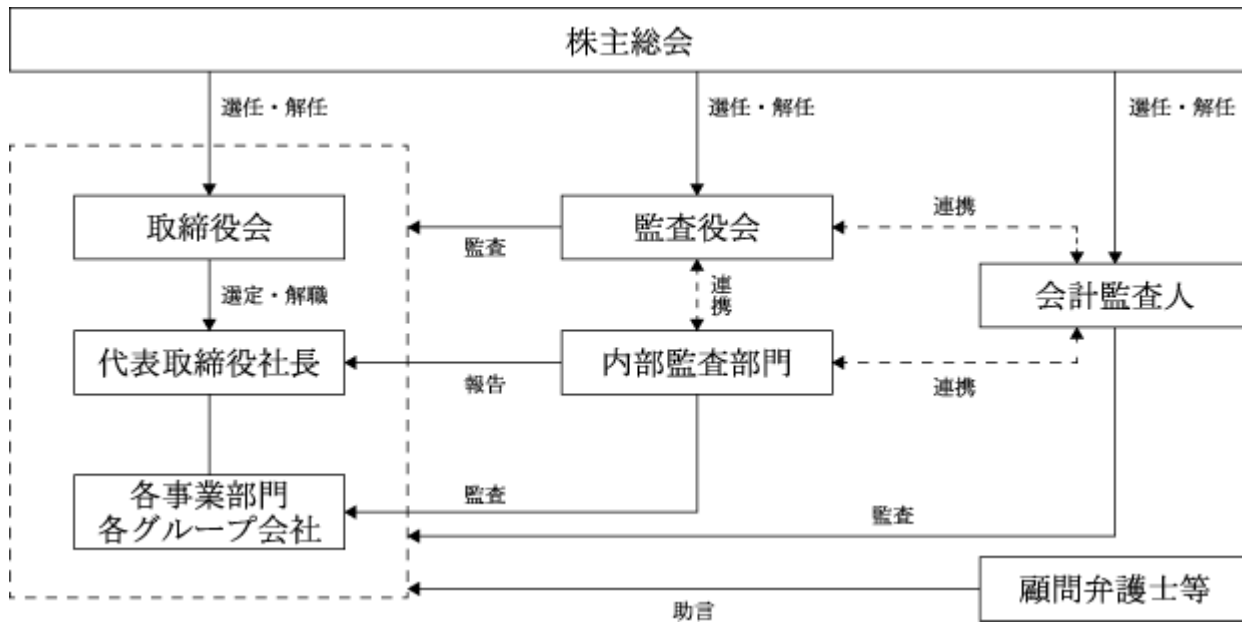 株主総会
選任・解任
選任・解任
選任・解任
取締役会
監査
監査役会
連携
会計監査人
選定・解職
連携
代表取締役社長
報告
内部監査部門
連携
各事業部門
各グループ会社
監査
監査
顧問弁護士等
助言